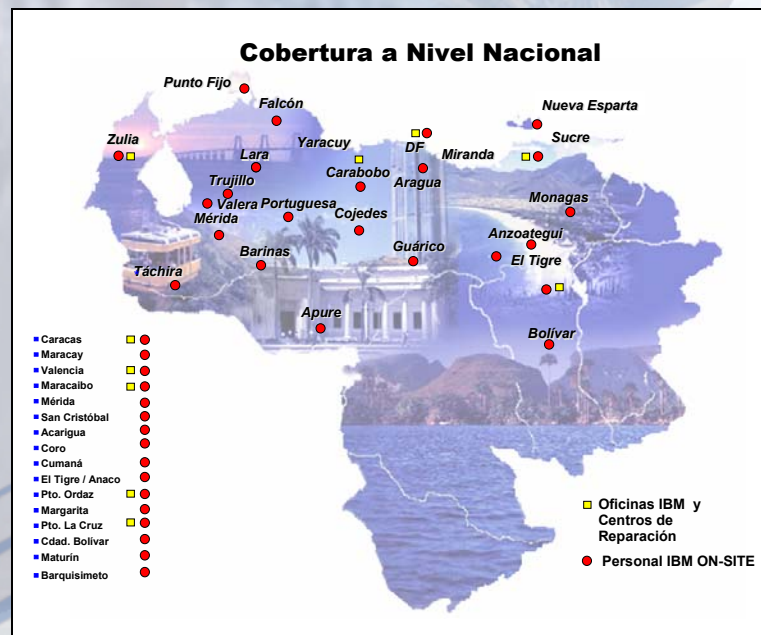 Cobertura a Nivel Nacional
Punto Fijo
Falcón
Nueva Esparta
Zulia
Yaracuy
DF
Sucre
Lara
Carabobo
Miranda
Trujillo
Aragua
Valera
Portuguesa
Monagas
Mérida
Cojedes
Anzoategui
Barinas
Guárico
El Tigre
Táchira
Apure
Bolívar
Caracas
Maracay
Valencia
Maracaibo
Mérida
San Cristóbal
Acarigua
Coro
Cumaná
El Tigre / Anaco
Pto. Ordaz
Margarita
Pto. La Cruz
Cdad. Bolívar
Maturín
Barquisimeto
Oficinas IBM y
Centros de
Reparación
Personal IBM ON-SITE